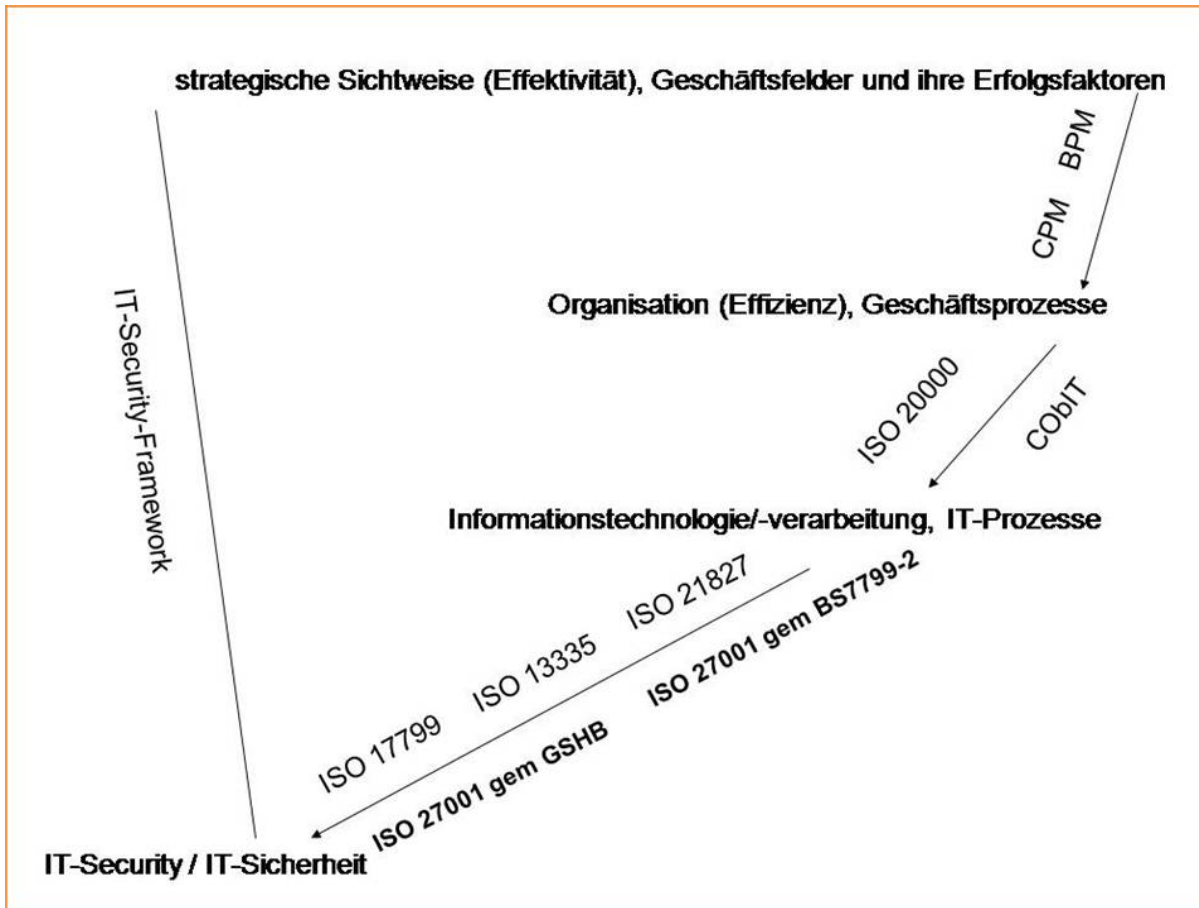 strategische Sichtweise (Effektivität), Geschäftsfelder und ihre Erfolgsfaktoren
BPM
CPM
IT-Security-Framework
Organisation (Effizienz), Geschäftsprozesse
ISO 20000
CObIT
Informationstechnologie/-verarbeitung, IT-Prozesse
ISO 21827
ISO 27001 gem BS7799-2
ISO 13335
ISO 17799
ISO 27001 gem GSHB
IT-Security / IT-Sicherheit